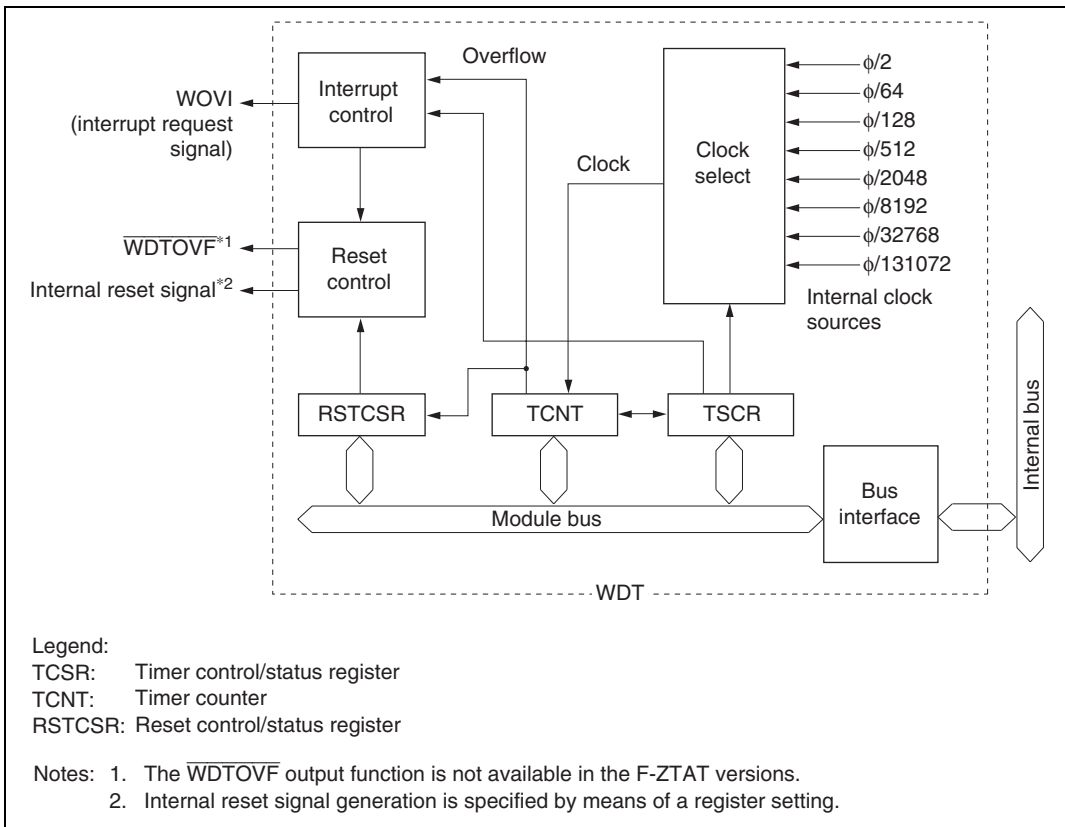 Overflow
Interrupt
control
WOVI
(interrupt request
signal)
Clock
Clock
select
ϕ/2
ϕ/64
ϕ/128
ϕ/512
ϕ/2048
ϕ/8192
ϕ/32768
ϕ/131072
Internal clock
sources
WDTOVF*1
Internal reset signal*2
Reset
control
RSTCSR
TCNT
TSCR
Module bus
Bus
interface
Internal bus
WDT
Legend:
TCSR: Timer control/status register
TCNT: Timer counter
RSTCSR: Reset control/status register
Notes: 1. The WDTOVF output function is not available in the F-ZTAT versions.
2. Internal reset signal generation is specified by means of a register setting.